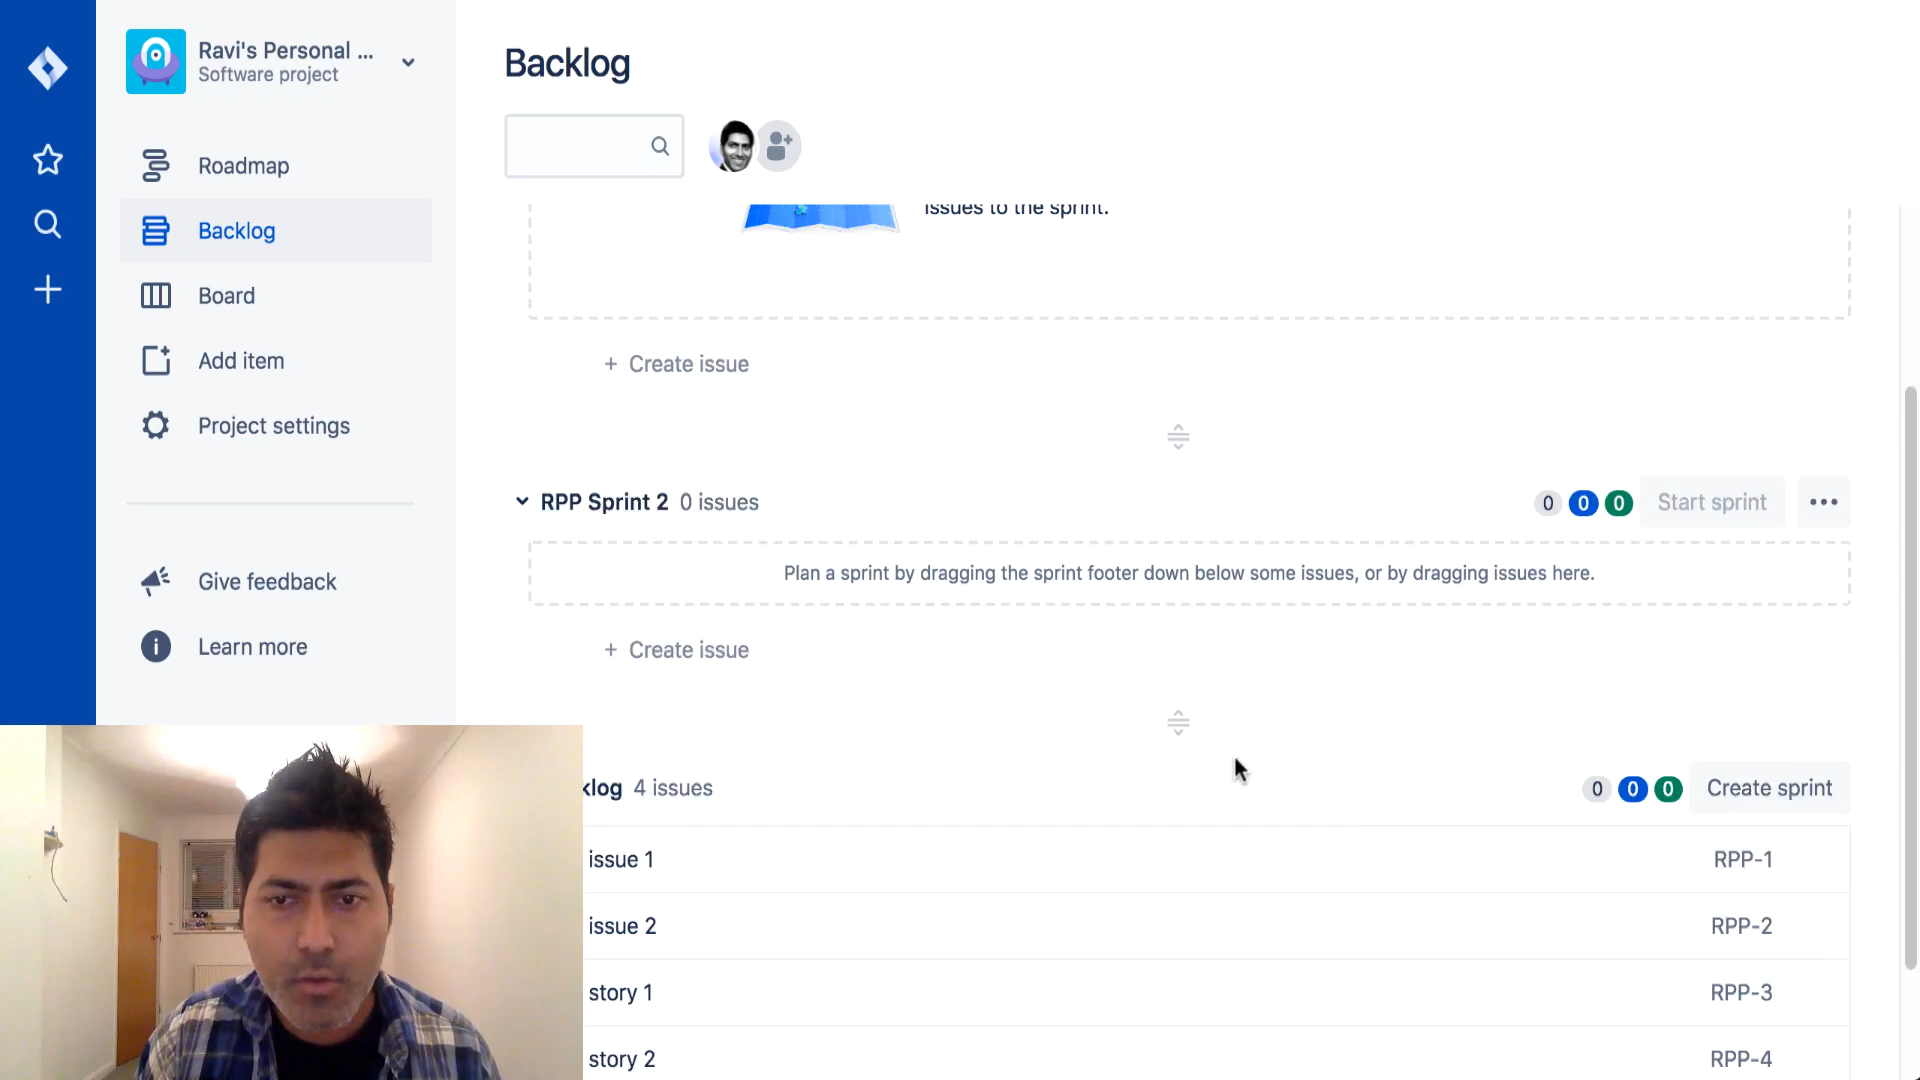 Ravi's Personal ...
Software project
Roadmap
Backlog
Board
Add item
Project settings
Give feedback
Learn more
Backlog
issues to the sprint.
+ Create issue
RPP Sprint 2 0 issues
0 0 0 Start sprint
Plan a sprint by dragging the sprint footer down below some issues, or by dragging issues here.
+ Create issue
klog 4 issues
0 0 0 Create sprint
issue 1 RPP-1
issue 2 RPP-2
story 1 RPP-3
story 2 RPP-4